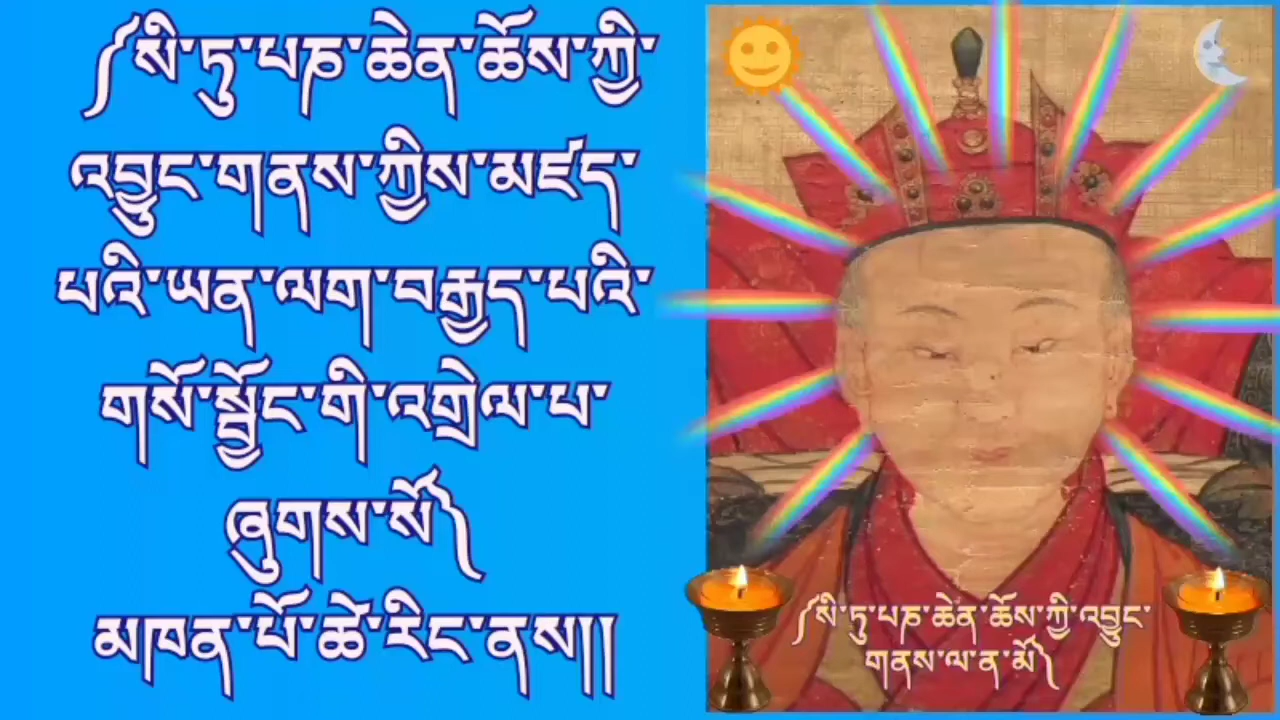 ༼སི་ཏུ་པཎ་ཆེན་ཆོས་ཀྱི་
འབྱུང་གནས་ཀྱིས་མཛད་
པའི་ཡན་ལག་བརྒྱད་པའི་
གསོ་སྦྱོང་གི་འགྲེལ་པ་
ཞུགས་སོ༽
མཁན་པོ་ཚེ་རིང་ནས།།
༼སི་ཏུ་པཎ་ཆེན་ཆོས་ཀྱི་འབྱུང་
གནས་ལ་ན་མོ༽